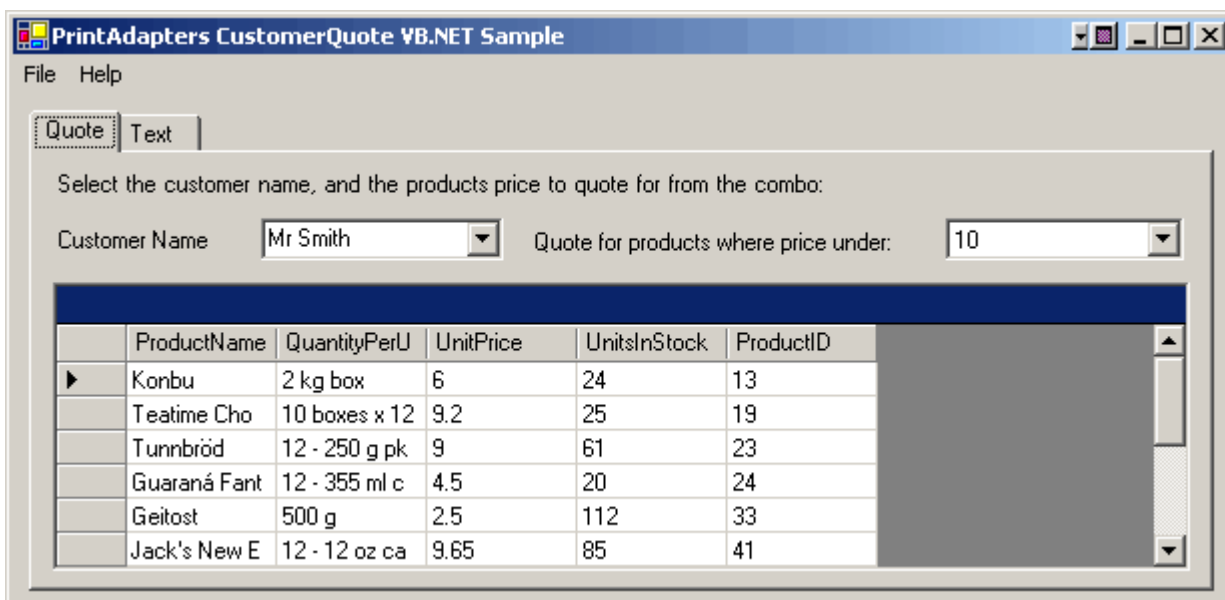 PrintAdapters CustomerQuote VB.NET Sample
File Help
Quote Text
Select the customer name, and the products price to quote for from the combo:
Customer Name Mr Smith Quote for products where price under: 10
ProductName QuantityPerU UnitPrice UnitsInStock ProductID
Konbu 2 kg box 6 24 13
Teatime Cho 10 boxes x 12 9.2 25 19
Tunnbröd 12 - 250 g pk 9 61 23
Guaraná Fant 12 - 355 ml c 4.5 20 24
Geitost 500 g 2.5 112 33
Jack's New E 12 - 12 oz ca 9.65 85 41